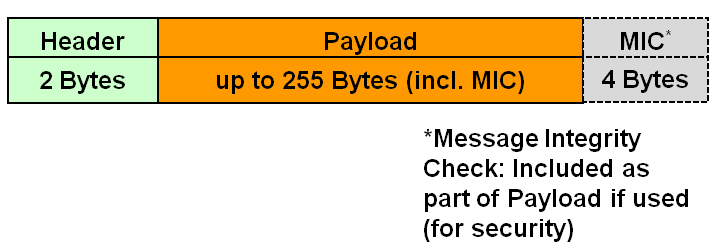 Header Payload MIC*
2 Bytes up to 255 Bytes (incl. MIC) 4 Bytes
*Message Integrity
Check: Included as
part of Payload if used
(for security)